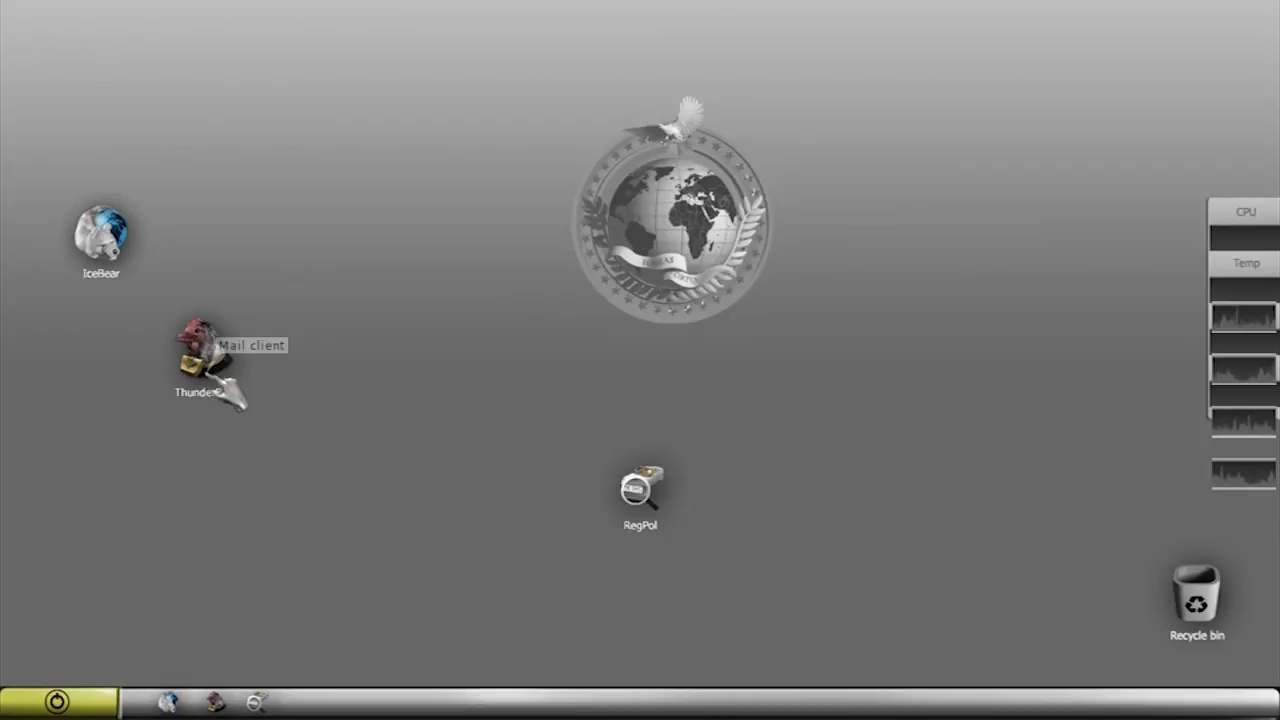 CPU
IceBear
Temp
Mail client
RegPol
Recycle bin